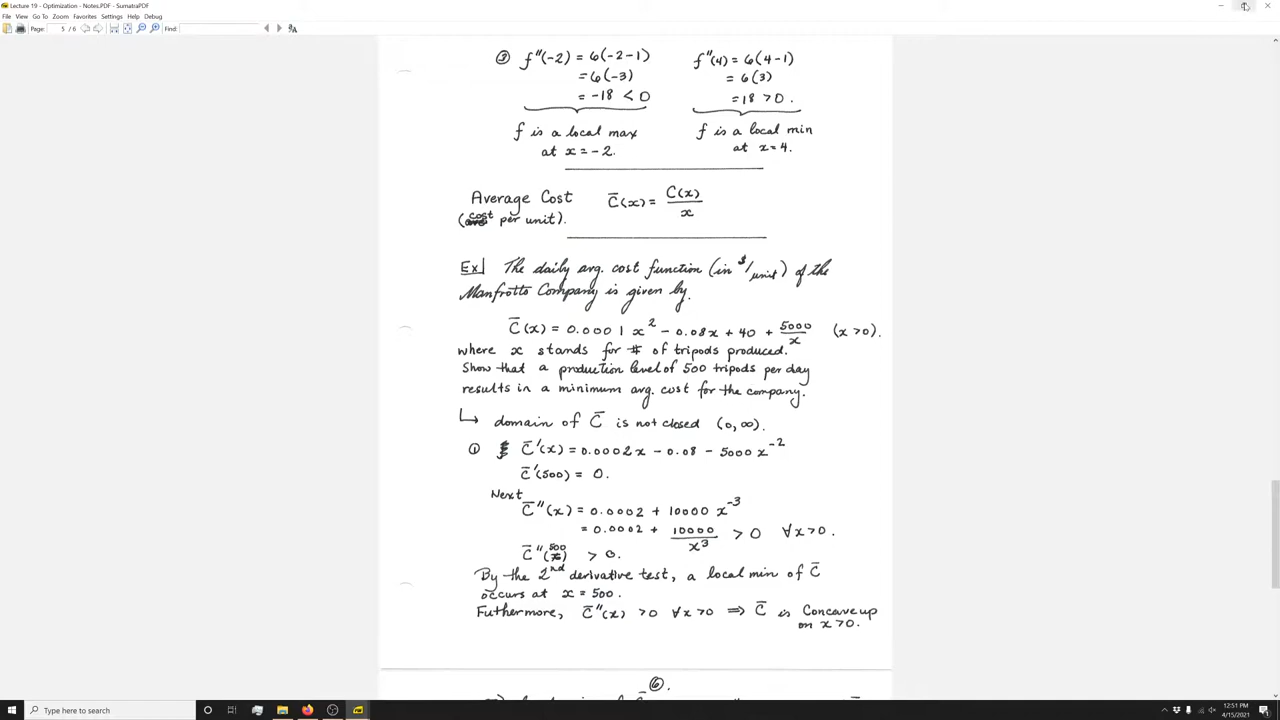 Lecture 19 - Optimization - Notes.PDF - SumatraPDF
File View Go To Zoom Favorites Settings Help Debug
Page: 5 / 6 Find:
② f''(-2) = 6(-2-1)
= 6(-3)
= -18 < 0
f is a local max
at x = -2.
f''(4) = 6(4-1)
= 6(3)
= 18 > 0.
f is a local min
at x = 4.
Average Cost C̄(x) = C(x)/x
(cost per unit).
Ex| The daily avg. cost function (in $/unit) of the
Manfrotto Company is given by.
C̄(x) = 0.0001x² - 0.08x + 40 + 5000/x (x>0).
where x stands for # of tripods produced.
Show that a production level of 500 tripods per day
results in a minimum avg. cost for the company.
↳ domain of C̄ is not closed (0,∞).
① C̄'(x) = 0.0002x - 0.08 - 5000x⁻²
C̄'(500) = 0.
Next
C̄''(x) = 0.0002 + 10000x⁻³
= 0.0002 + 10000/x³ > 0 ∀x>0.
C̄''(500) > 0.
By the 2nd derivative test, a local min of C̄
occurs at x = 500.
Futhermore, C̄''(x) > 0 ∀x>0 ⟹ C̄ is Concave up
on x>0.
⑥.
Type here to search
12:51 PM
4/15/2021